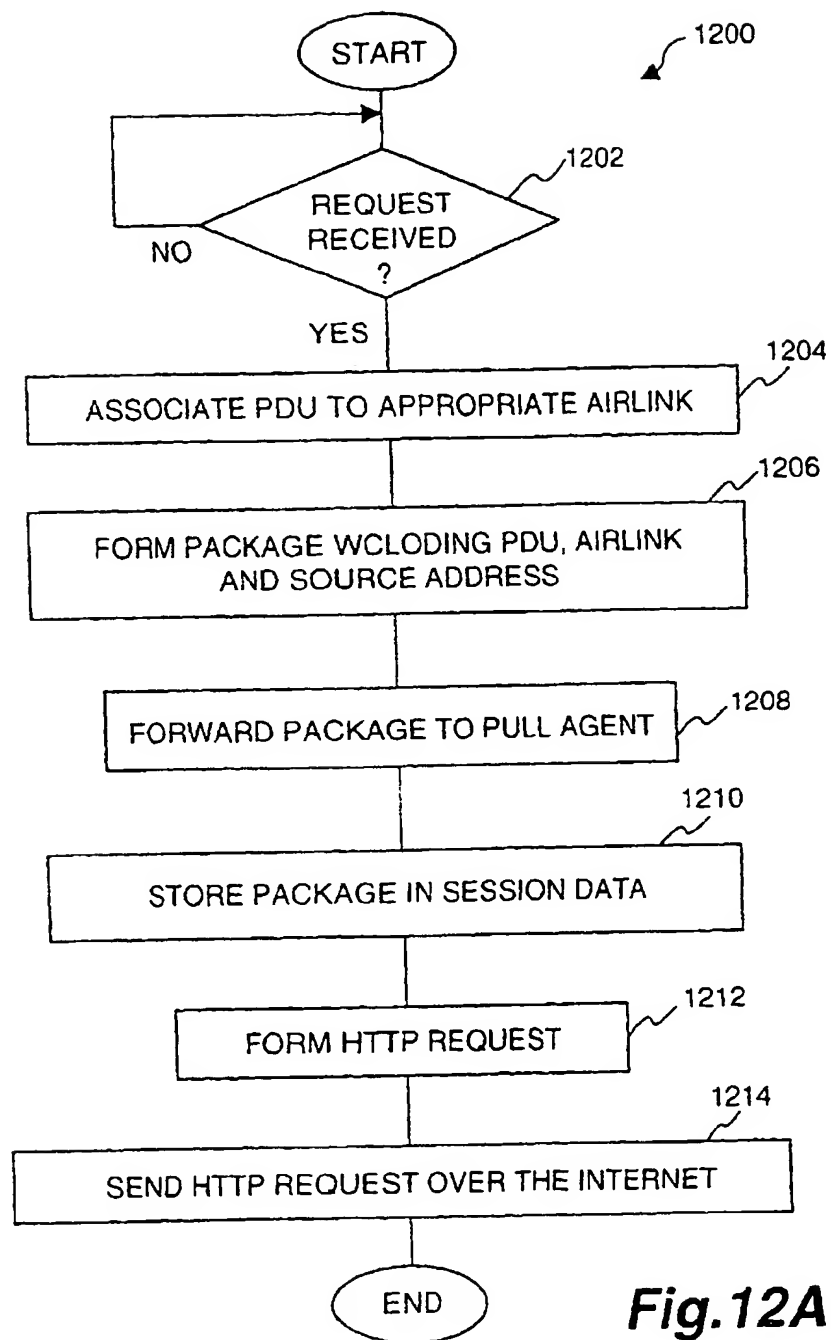 START
1200
1202
REQUEST
RECEIVED
?
NO
YES
1204
ASSOCIATE PDU TO APPROPRIATE AIRLINK
1206
FORM PACKAGE WCLODING PDU, AIRLINK
AND SOURCE ADDRESS
1208
FORWARD PACKAGE TO PULL AGENT
1210
STORE PACKAGE IN SESSION DATA
1212
FORM HTTP REQUEST
1214
SEND HTTP REQUEST OVER THE INTERNET
END
Fig.12A